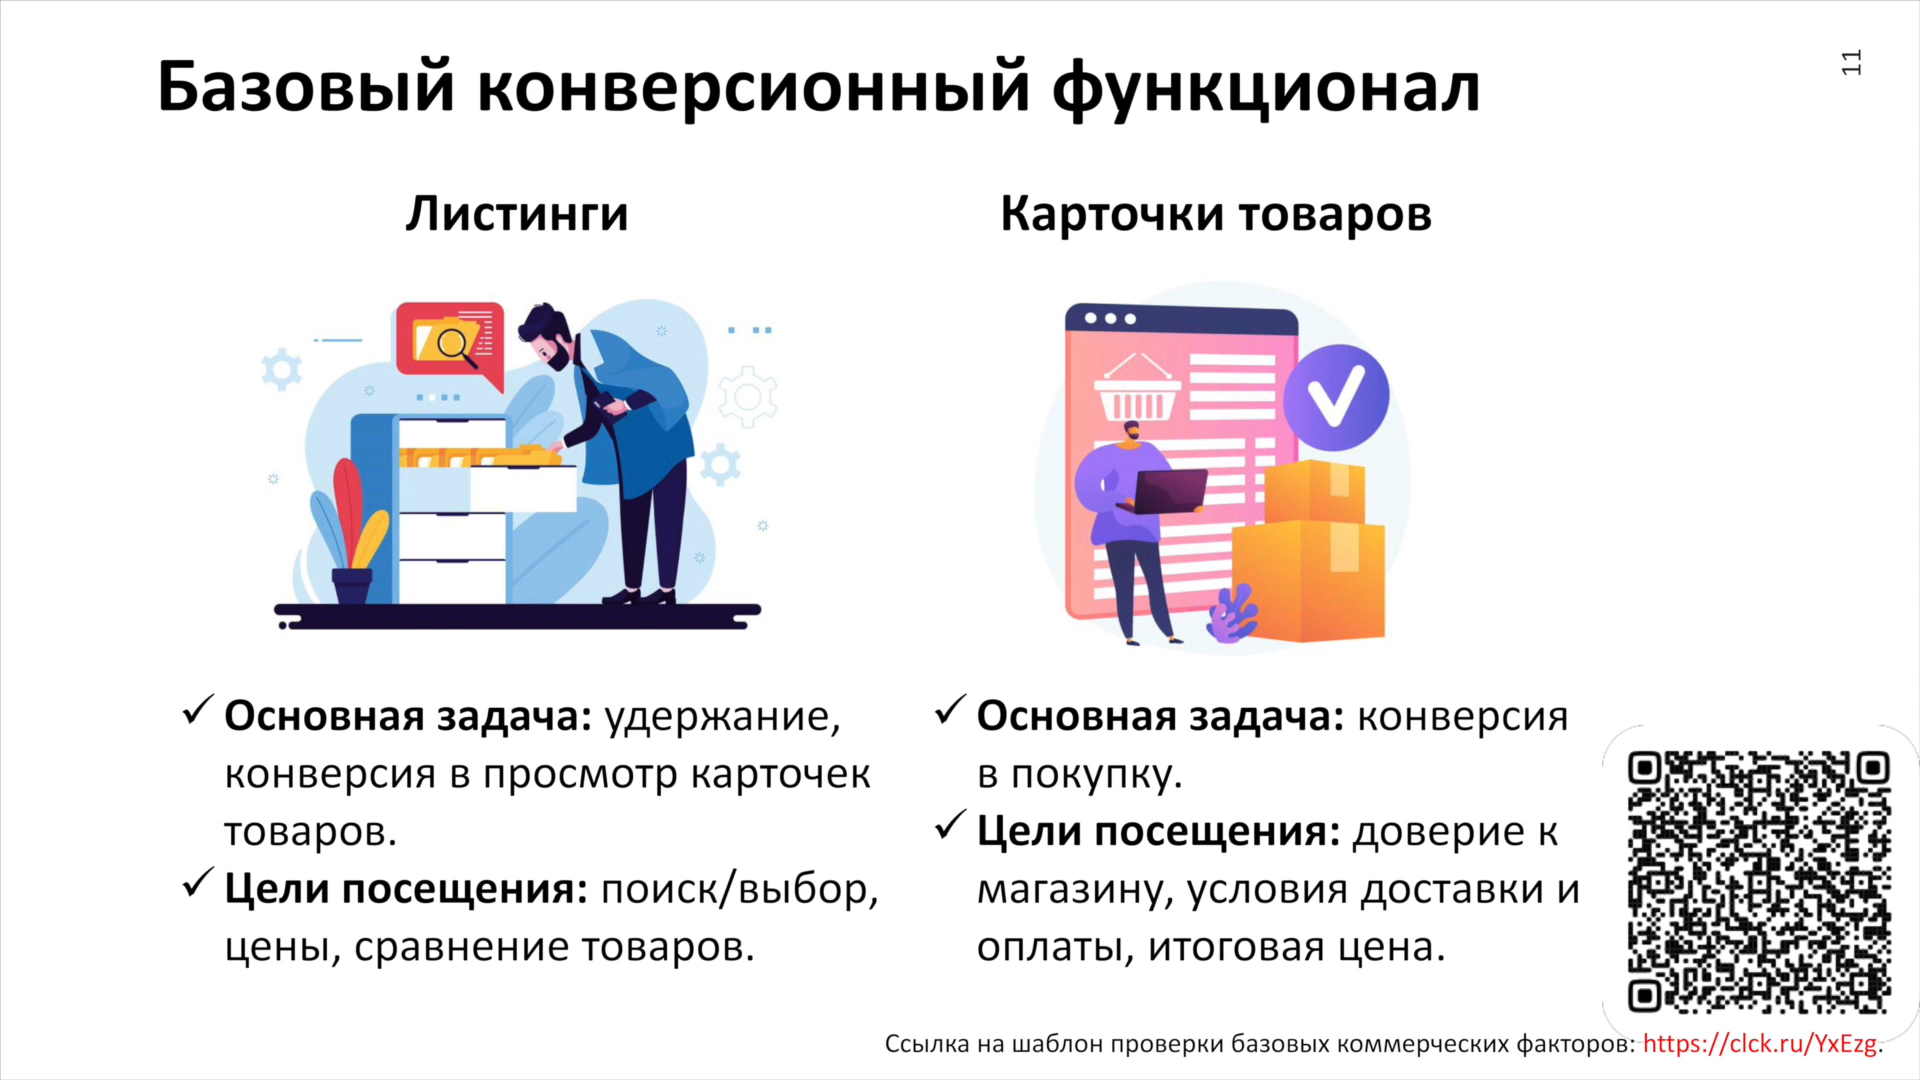 Базовый конверсионный функционал
11
Листинги
Карточки товаров
✓ Основная задача: удержание,
конверсия в просмотр карточек
товаров.
✓ Цели посещения: поиск/выбор,
цены, сравнение товаров.
✓ Основная задача: конверсия
в покупку.
✓ Цели посещения: доверие к
магазину, условия доставки и
оплаты, итоговая цена.
Ссылка на шаблон проверки базовых коммерческих факторов: https://clck.ru/YxEzg.